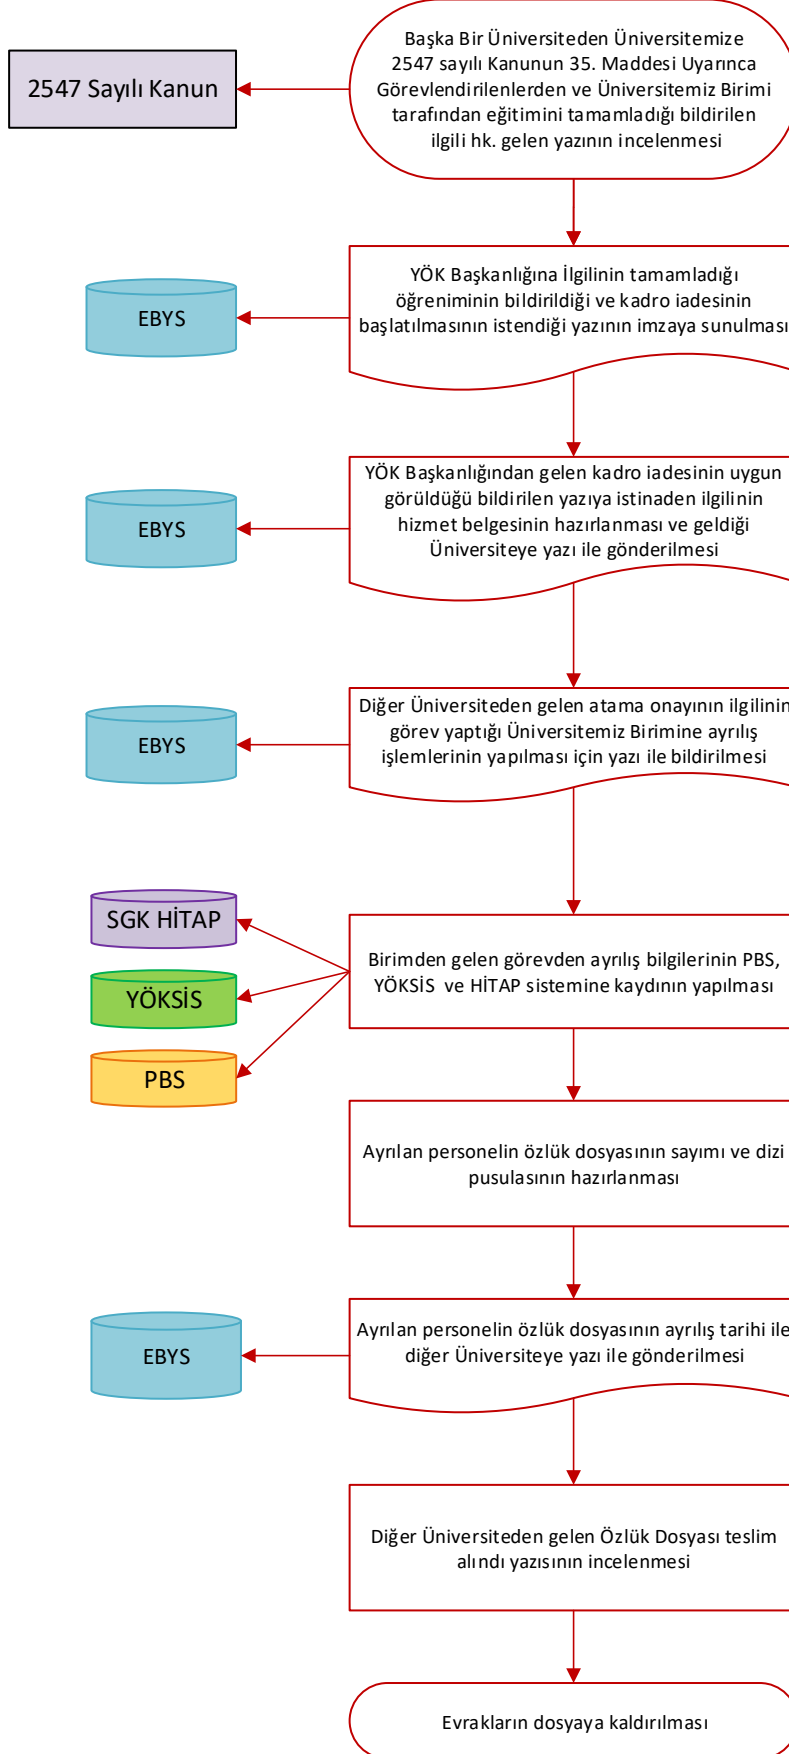 Başka Bir Üniversiteden Üniversitemize
2547 sayılı Kanunun 35. Maddesi Uyarınca
Görevlendirilenlerden ve Üniversitemiz Birimi
tarafından eğitimini tamamladığı bildirilen
ilgili hk. gelen yazının incelenmesi
2547 Sayılı Kanun
YÖK Başkanlığına İlgilinin tamamladığı
öğreniminin bildirildiği ve kadro iadesinin
başlatılmasının istendiği yazının imzaya sunulması
EBYS
YÖK Başkanlığından gelen kadro iadesinin uygun
görüldüğü bildirilen yazıya istinaden ilgilinin
hizmet belgesinin hazırlanması ve geldiği
Üniversiteye yazı ile gönderilmesi
EBYS
Diğer Üniversiteden gelen atama onayının ilgilinin
görev yaptığı Üniversitemiz Birimine ayrılış
işlemlerinin yapılması için yazı ile bildirilmesi
EBYS
SGK HİTAP
YÖKSİS
PBS
Birimden gelen görevden ayrılış bilgilerinin PBS,
YÖKSİS ve HİTAP sistemine kaydının yapılması
Ayrılan personelin özlük dosyasının sayımı ve dizi
pusulasının hazırlanması
Ayrılan personelin özlük dosyasının ayrılış tarihi ile
diğer Üniversiteye yazı ile gönderilmesi
EBYS
Diğer Üniversiteden gelen Özlük Dosyası teslim
alındı yazısının incelenmesi
Evrakların dosyaya kaldırılması